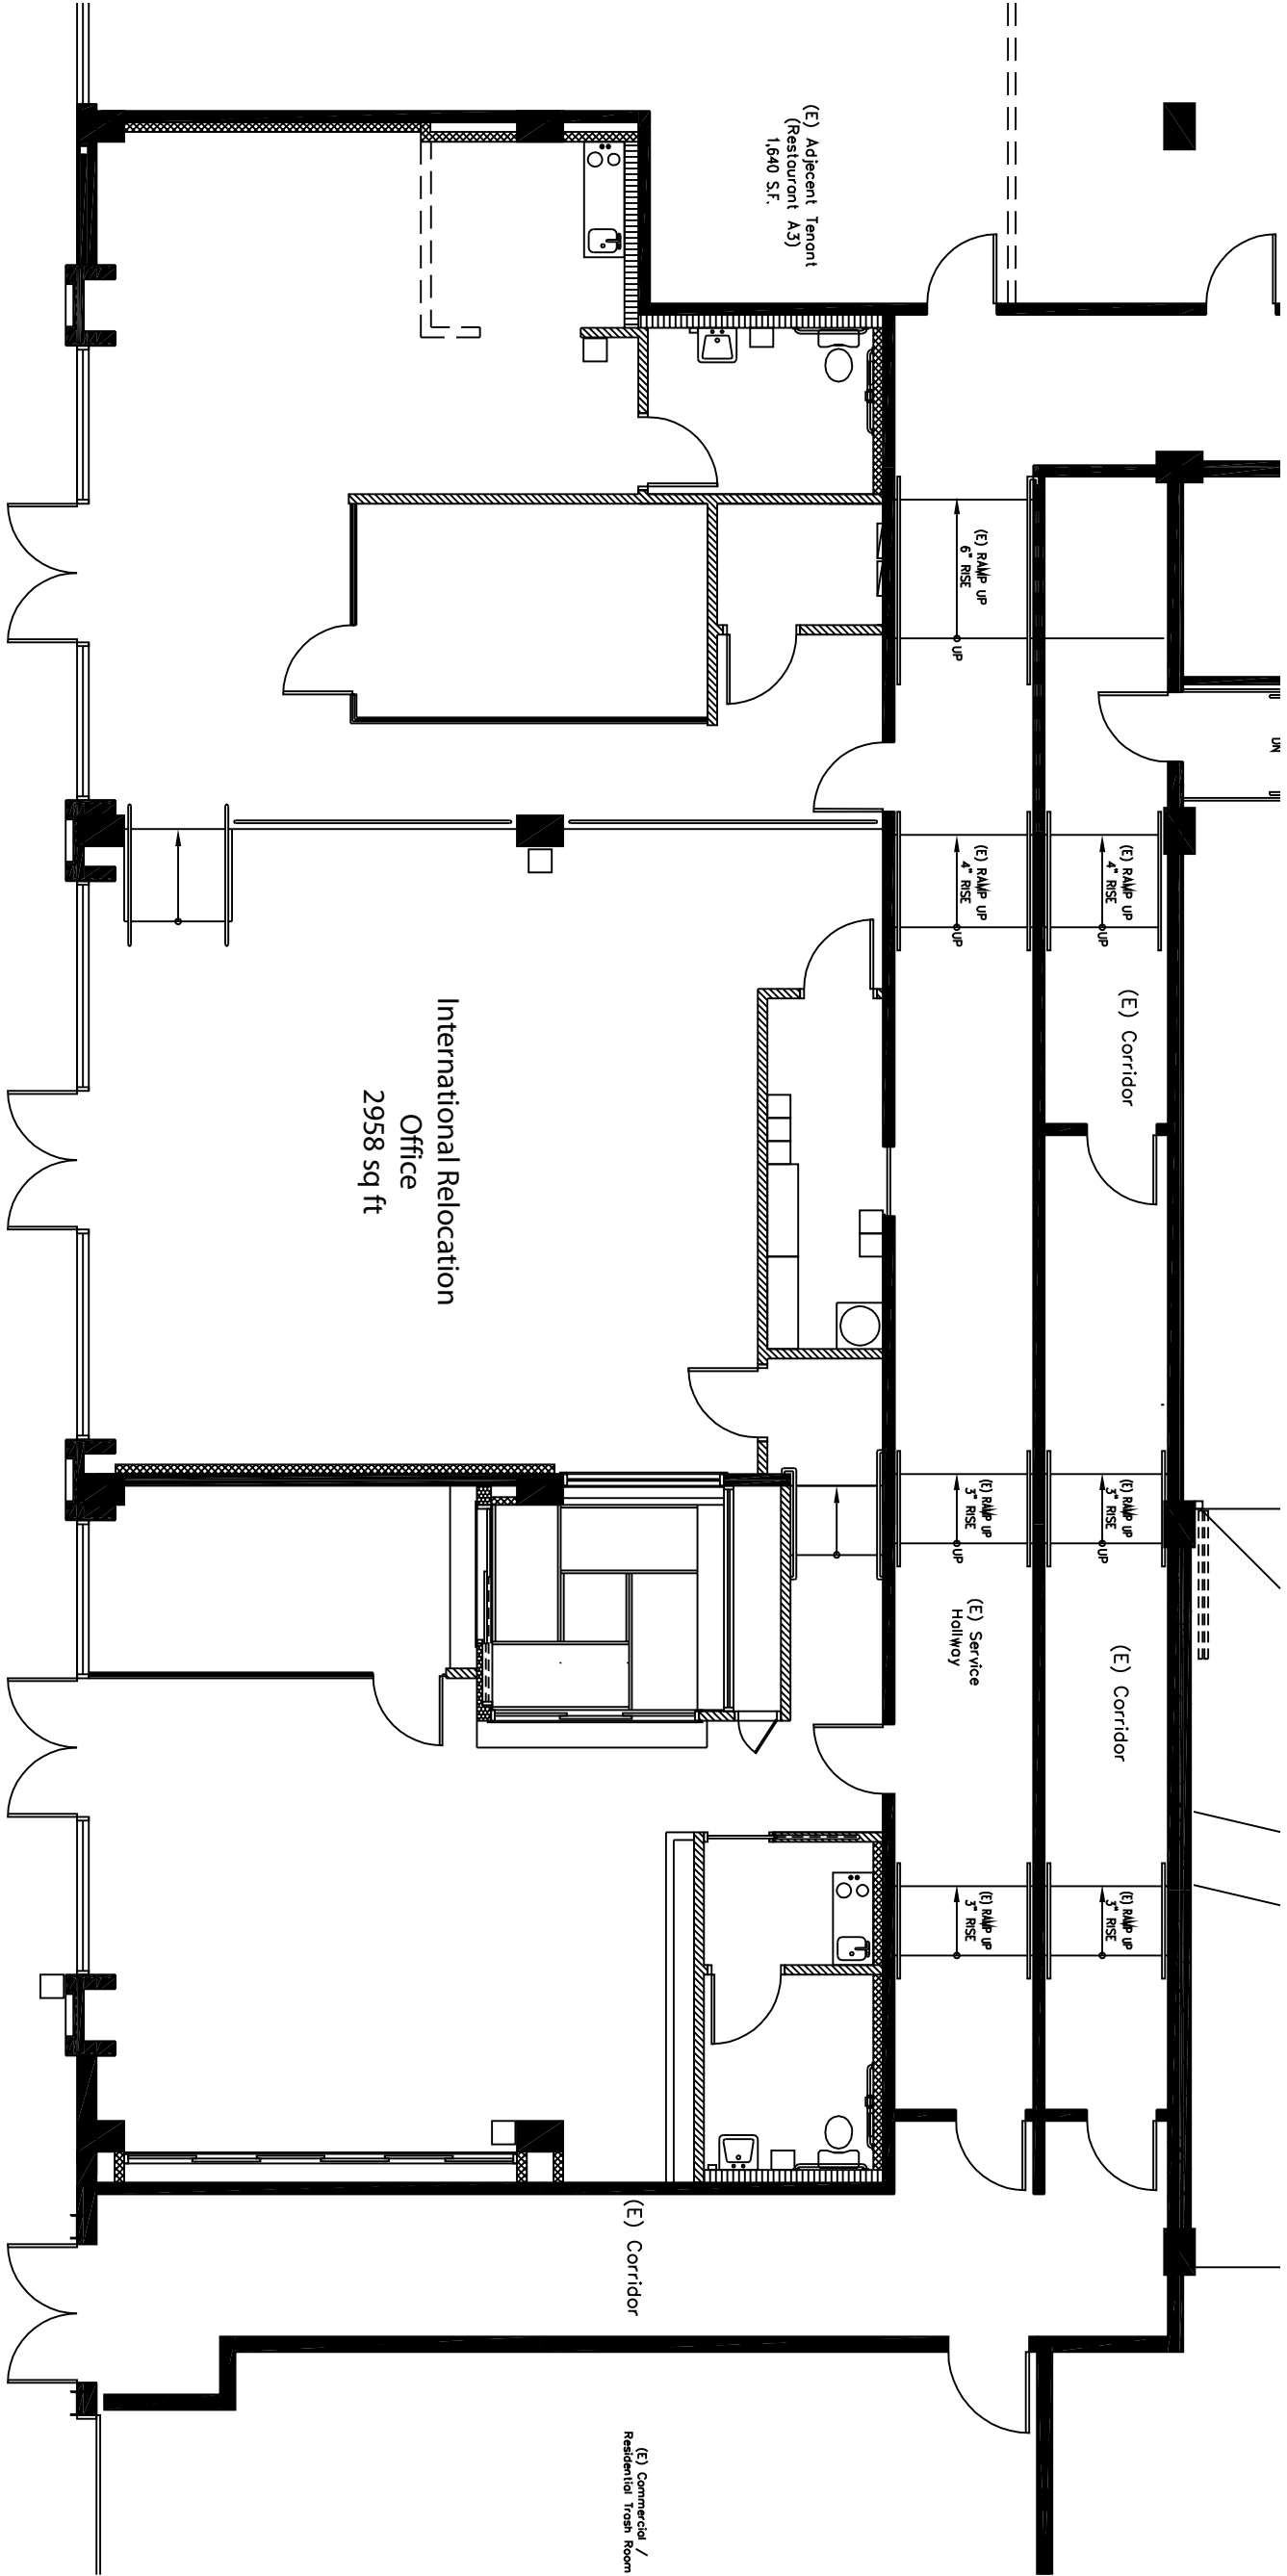 (E) Adjecent Tenant
(Restaurant A3)
1,640 S.F.
(E) RAMP UP
6" RISE
UP
DN
(E) RAMP UP
4" RISE
UP
(E) RAMP UP
4" RISE
UP
(E) Corridor
International Relocation
Office
2958 sq ft
(E) RAMP UP
3" RISE
UP
(E) RAMP UP
3" RISE
UP
(E) Service
Hallway
(E) Corridor
(E) RAMP UP
3" RISE
(E) RAMP UP
3" RISE
(E) Corridor
(E) Commercial /
Residential Trash Room